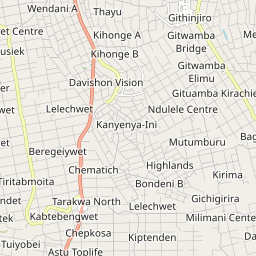 Wendani A
Thayu
Githinjiro
Kihonge A
Gitwamba
Bridge
usiek
Kihonge B
Gitwamba
Elimu
Davishon Vision
Gituamba Kirachie
Lelechwet
Ndulele Centre
Kanyenya-Ini
Mutumburu
Beregeiywet
Highlands
Chematich
Kirima
Tiritabmoita
Bondeni B
Gichigirira
Tarakwa North
Lelechwet
Kabtebengwet
Milimani Cente
Chepkosa
Kiptenden
Tuiyobei
Astu Toplife